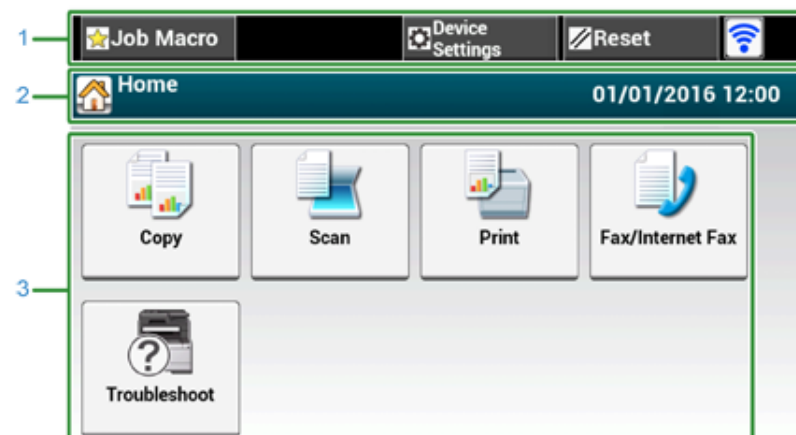 1
Job Macro
Device
Settings
Reset
2
Home
01/01/2016 12:00
3
Copy
Scan
Print
Fax/Internet Fax
Troubleshoot